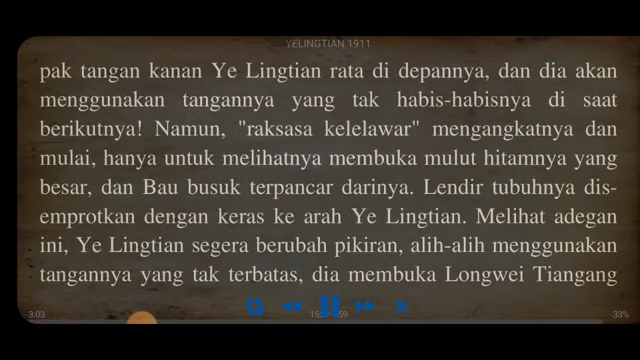 YELINGTIAN 1911
pak tangan kanan Ye Lingtian rata di depannya, dan dia akan
menggunakan tangannya yang tak habis-habisnya di saat
berikutnya! Namun, "raksasa kelelawar" mengangkatnya dan
mulai, hanya untuk melihatnya membuka mulut hitamnya yang
besar, dan Bau busuk terpancar darinya. Lendir tubuhnya dis-
emprotkan dengan keras ke arah Ye Lingtian. Melihat adegan
ini, Ye Lingtian segera berubah pikiran, alih-alih menggunakan
tangannya yang tak terbatas, dia membuka Longwei Tiangang
3:03
33%